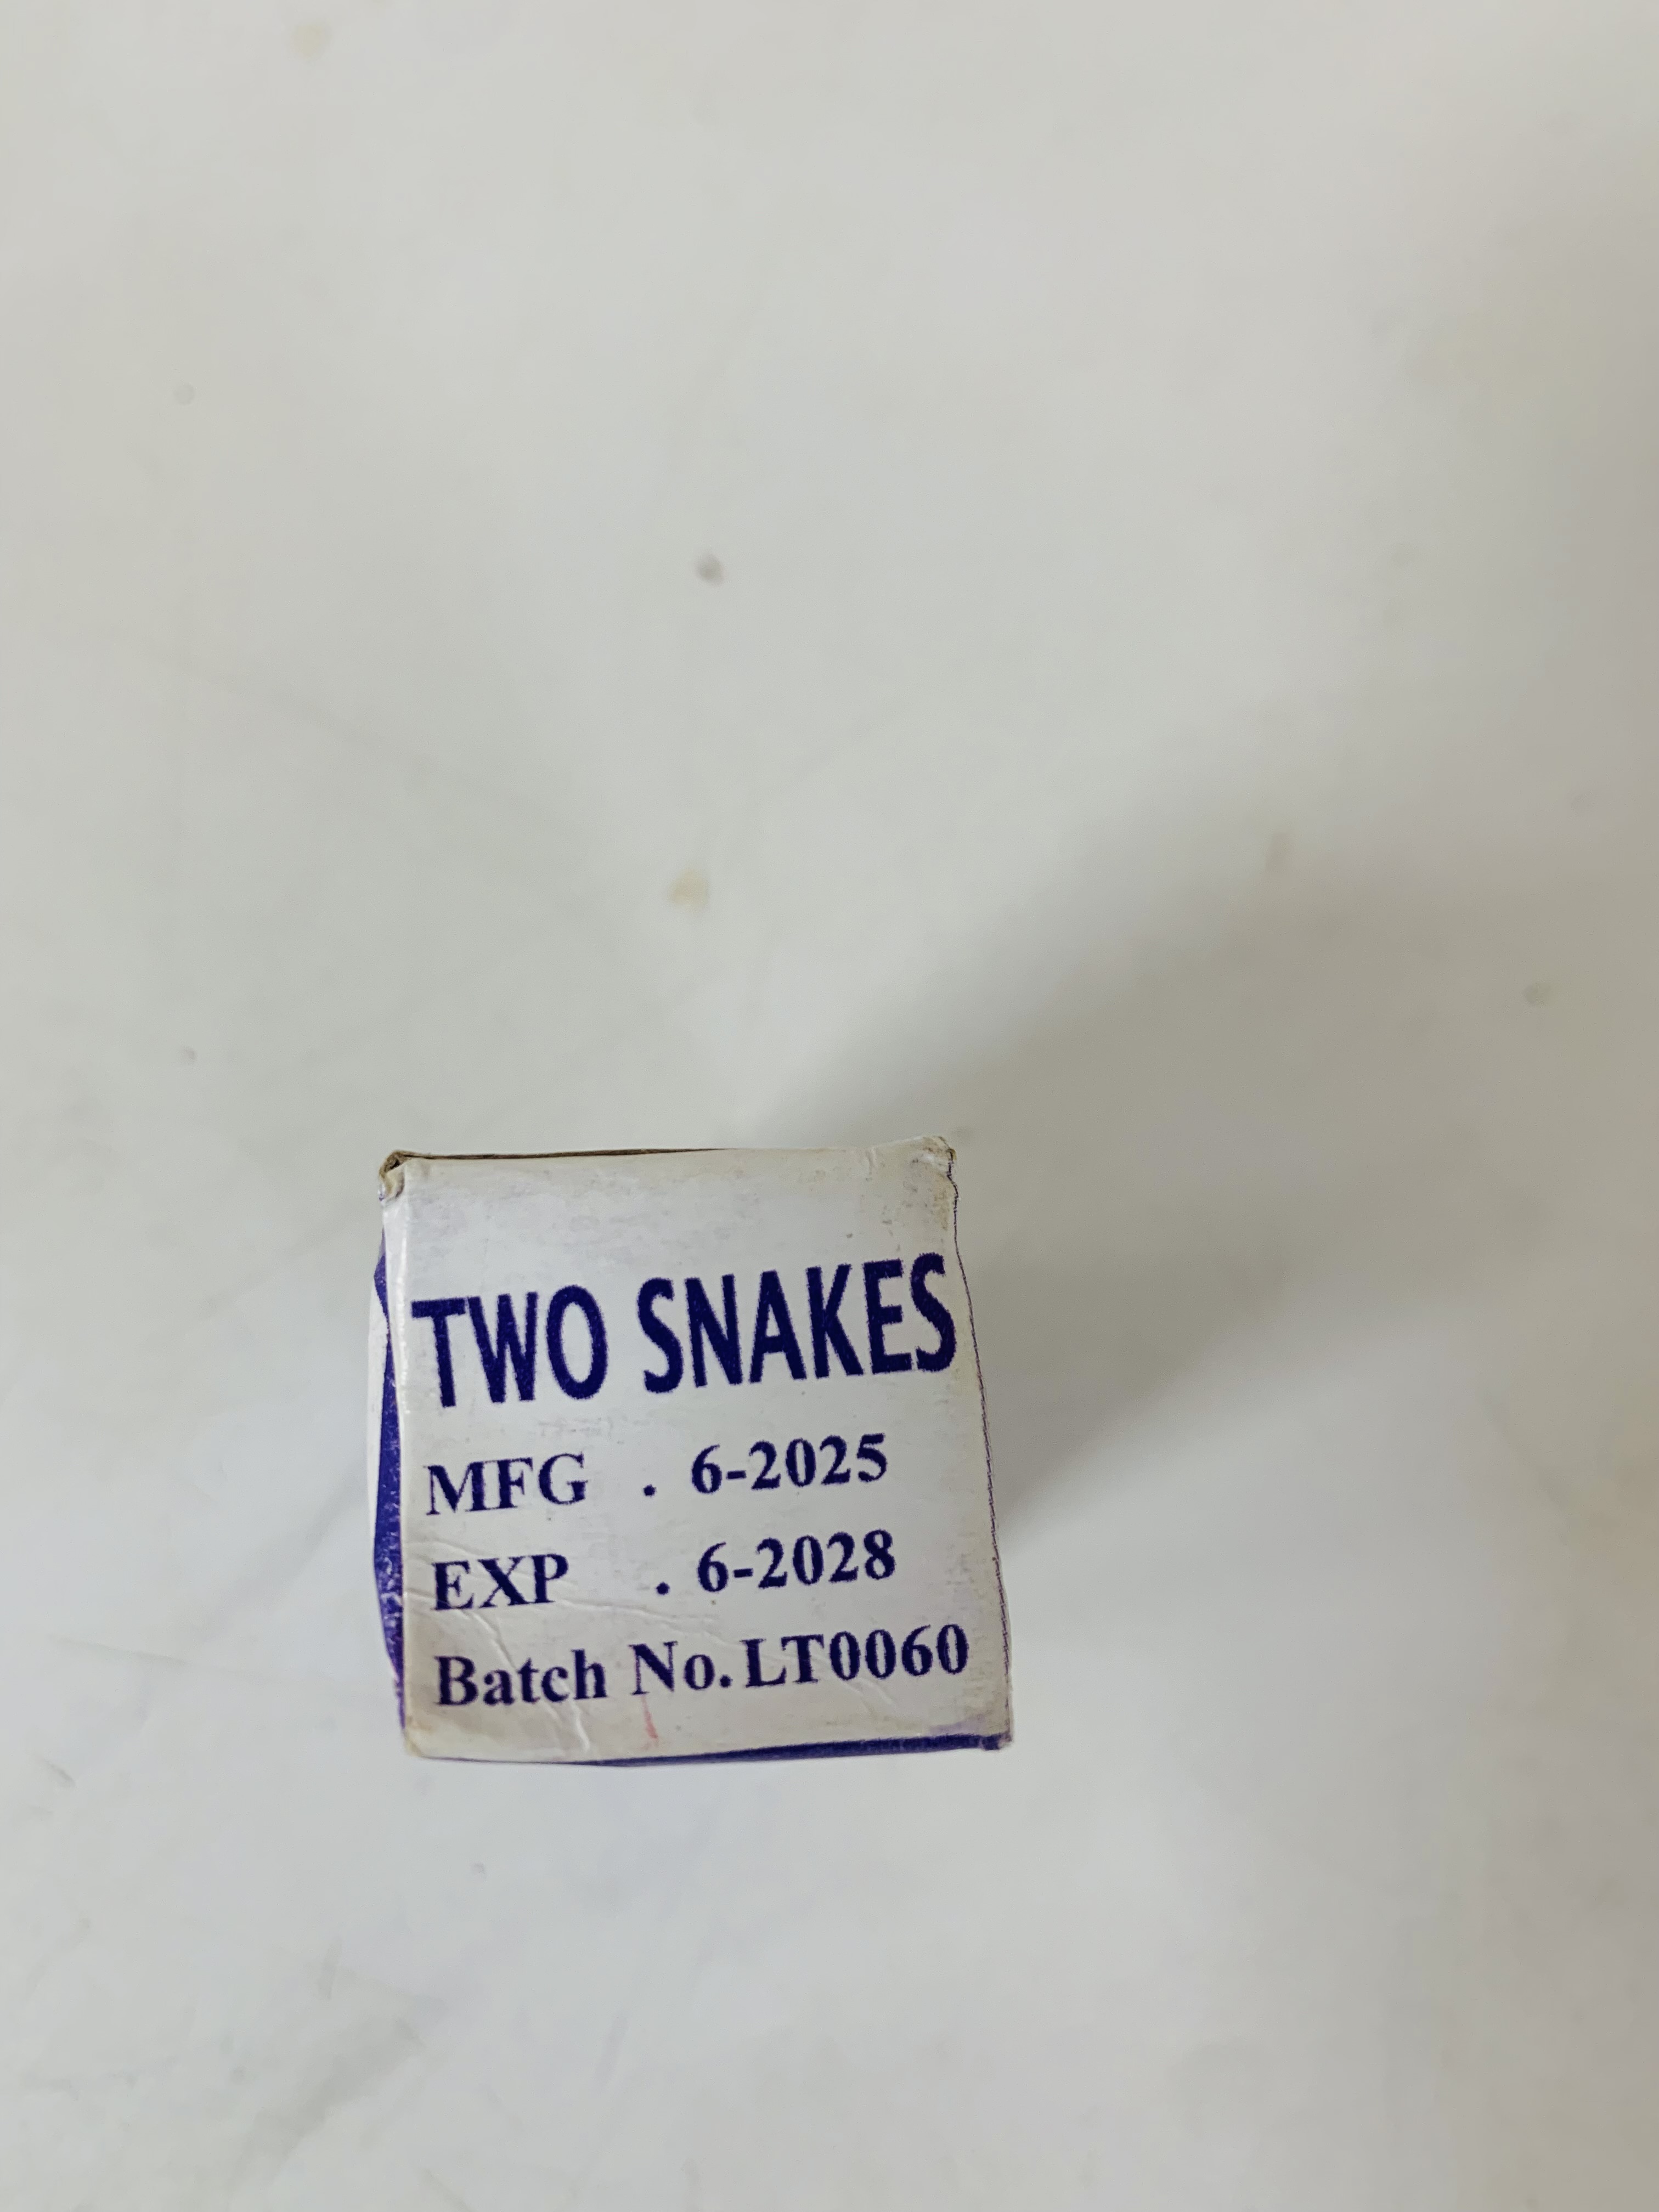 TWO SNAKES
MFG . 6-2025
EXP . 6-2028
Batch No.LT0060